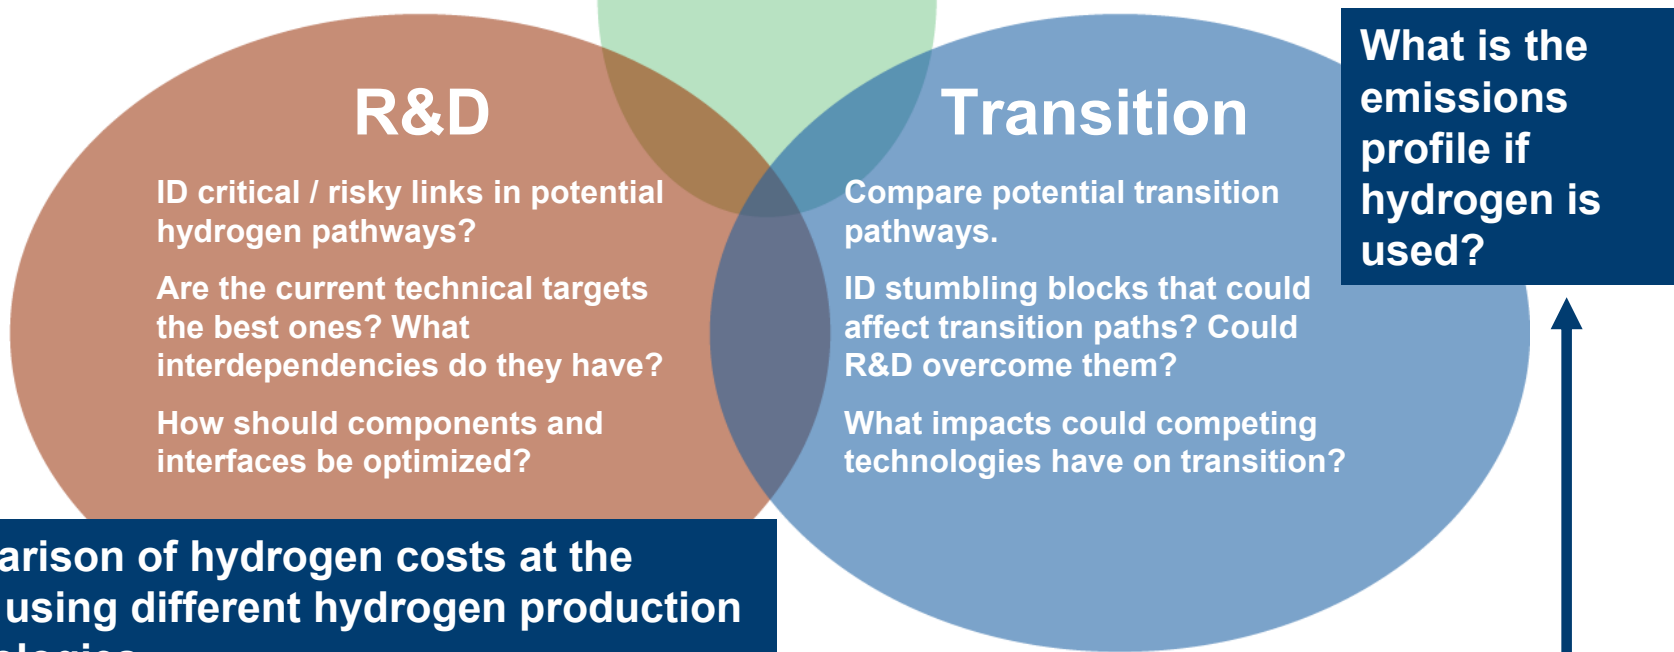 R&D
ID critical / risky links in potential
hydrogen pathways?
Are the current technical targets
the best ones? What
interdependencies do they have?
How should components and
interfaces be optimized?
Transition
Compare potential transition
pathways.
ID stumbling blocks that could
affect transition paths? Could
R&D overcome them?
What impacts could competing
technologies have on transition?
What is the
emissions
profile if
hydrogen is
used?
arison of hydrogen costs at the
using different hydrogen production